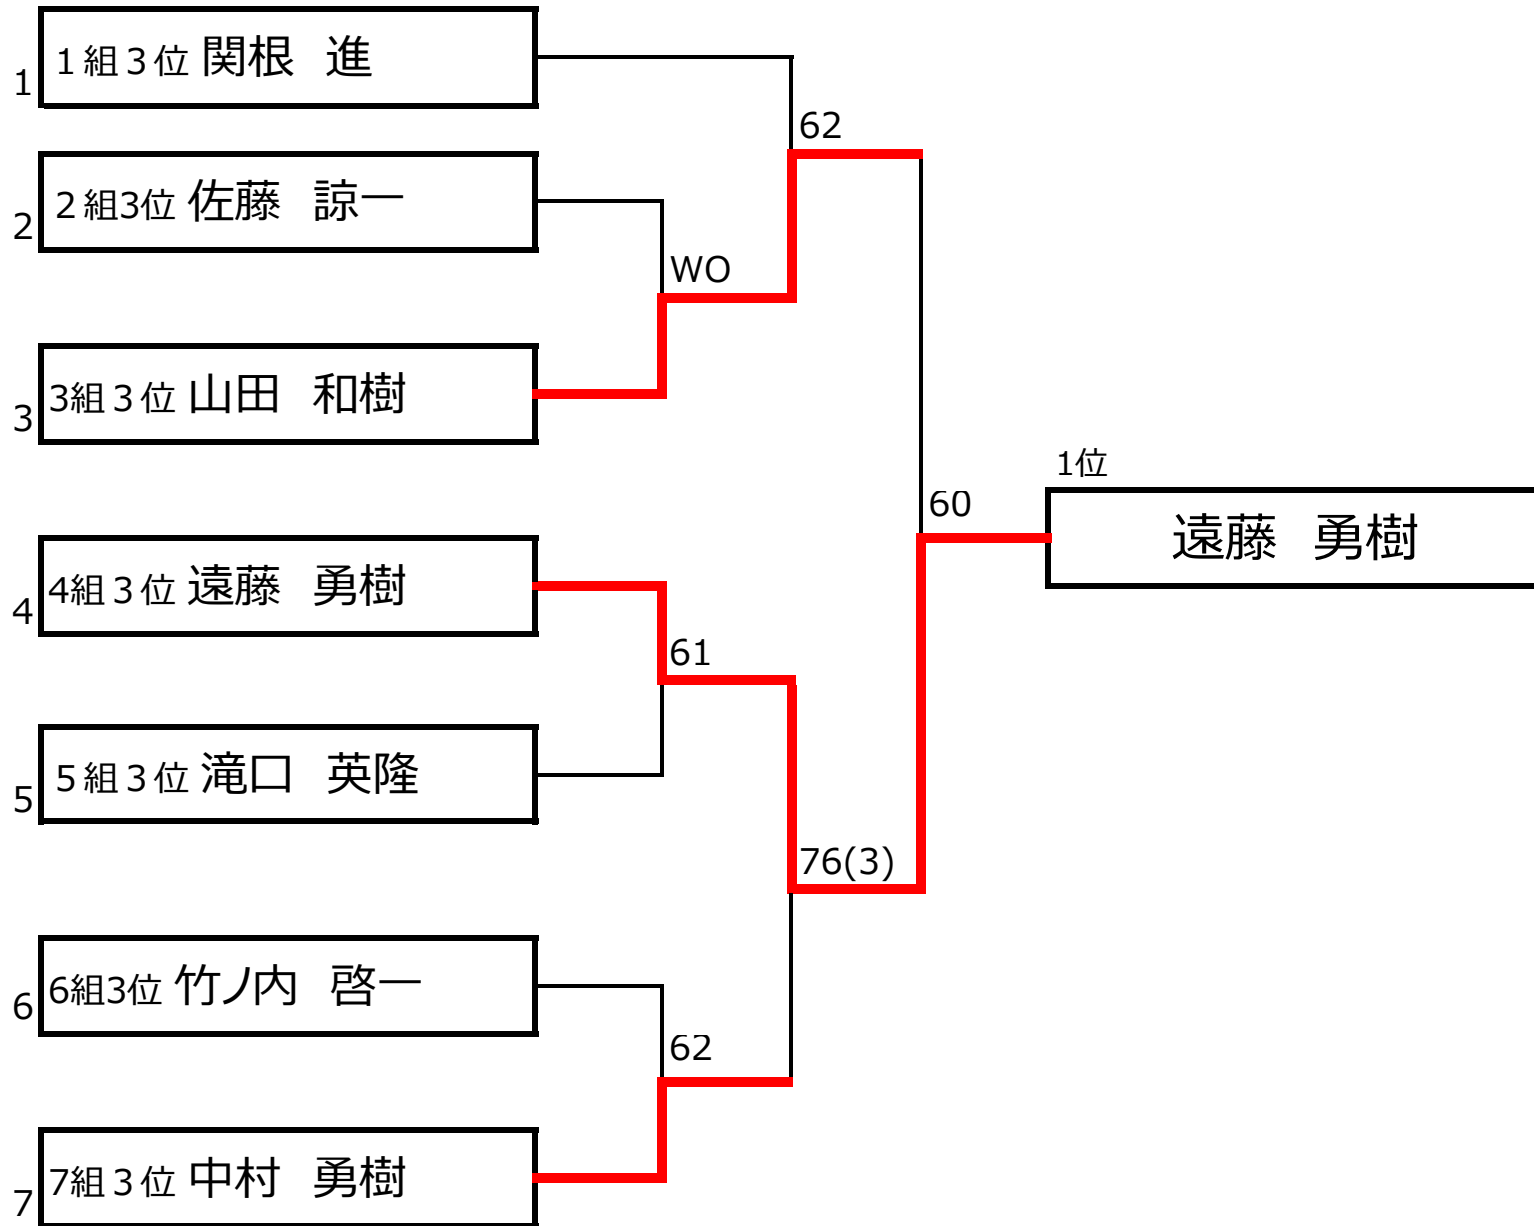 1 1組3位 関根 進
62
2 2組3位 佐藤 諒一
WO
3 3組3位 山田 和樹
1位
60
遠藤 勇樹
4 4組3位 遠藤 勇樹
61
5 5組3位 滝口 英隆
76(3)
6 6組3位 竹ノ内 啓一
62
7 7組3位 中村 勇樹